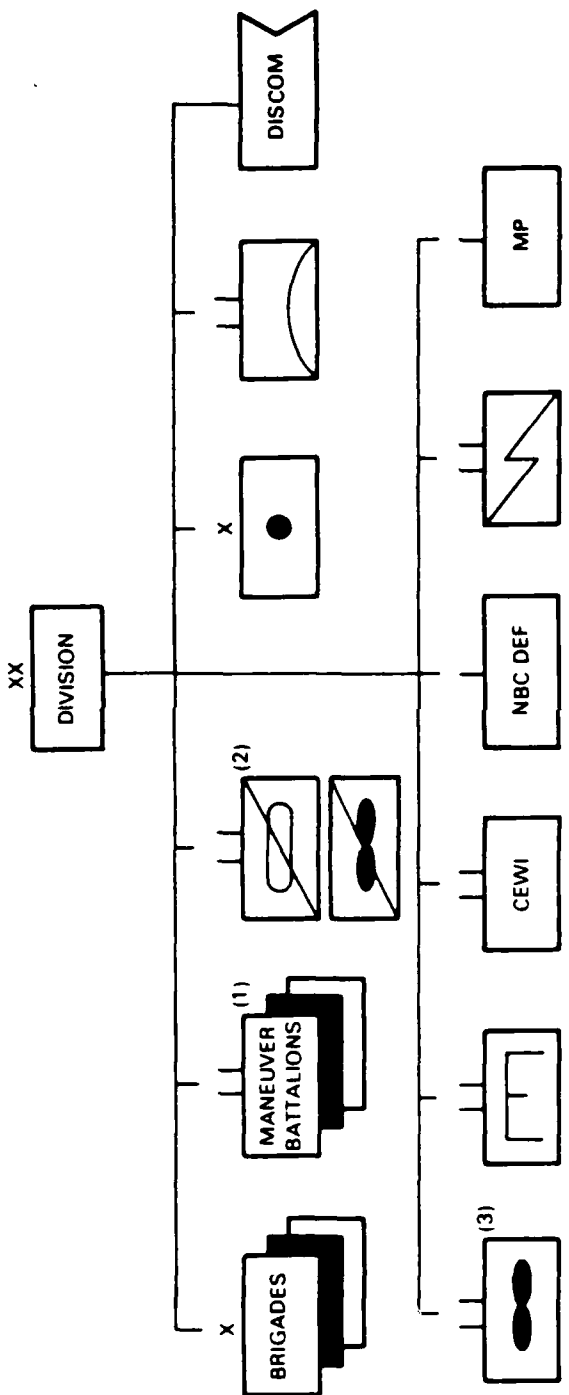 XX
DIVISION
X
BRIGADES
MANEUVER
BATTALIONS
(1)
(2)
X
DISCOM
(3)
CEWI
NBC DEF
MP